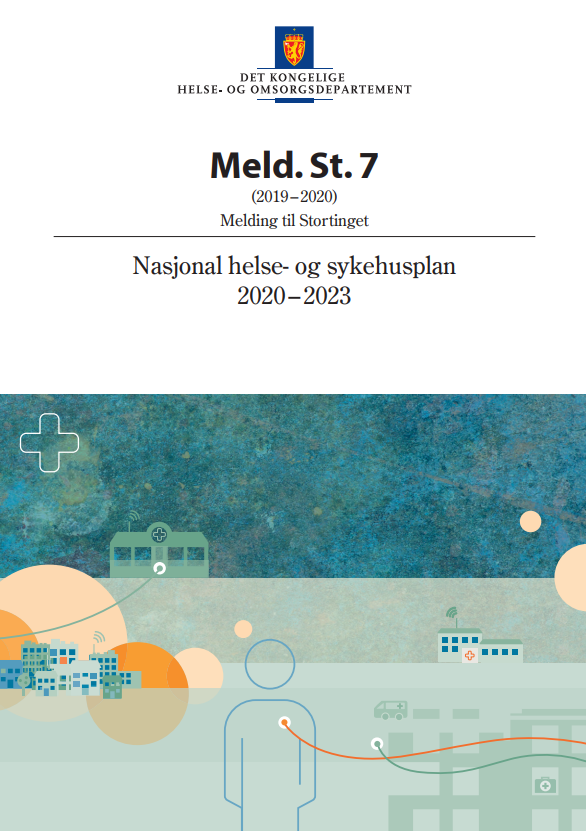 DET KONGELIGE
HELSE- OG OMSORGSDEPARTEMENT
Meld. St. 7
(2019–2020)
Melding til Stortinget
Nasjonal helse- og sykehusplan
2020–2023